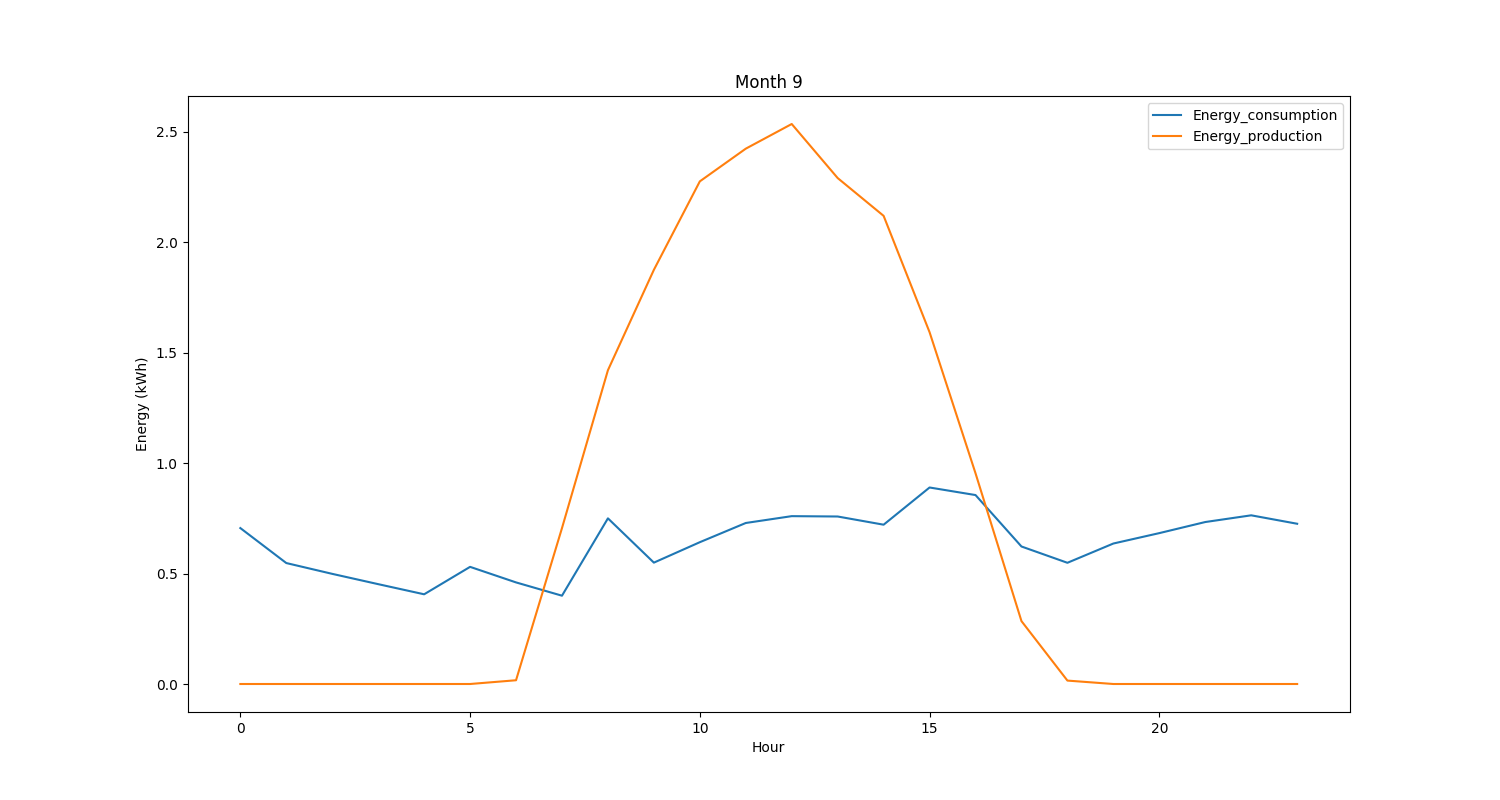 Month 9
Energy_consumption
Energy_production
Energy (kWh)
2.5
2.0
1.5
1.0
0.5
0.0
0 5 10 15 20
Hour